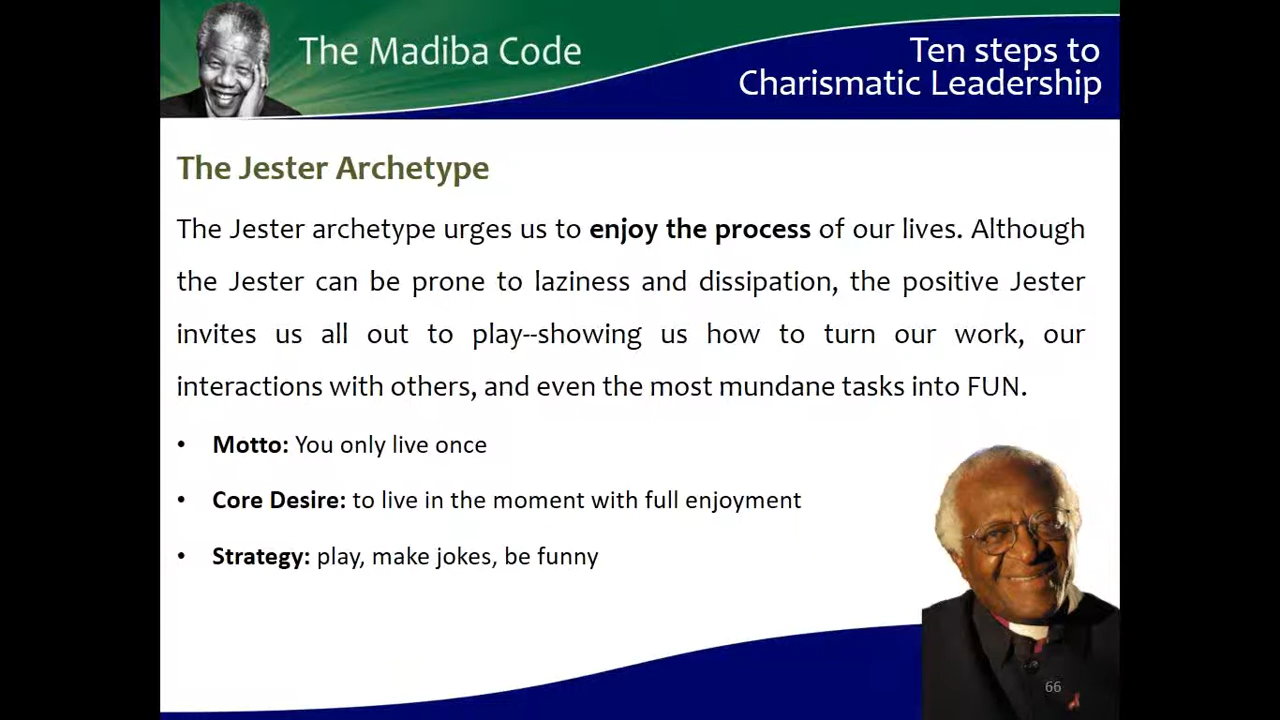 The Madiba Code
Ten steps to
Charismatic Leadership
The Jester Archetype
The Jester archetype urges us to enjoy the process of our lives. Although
the Jester can be prone to laziness and dissipation, the positive Jester
invites us all out to play--showing us how to turn our work, our
interactions with others, and even the most mundane tasks into FUN.
• Motto: You only live once
• Core Desire: to live in the moment with full enjoyment
• Strategy: play, make jokes, be funny
66